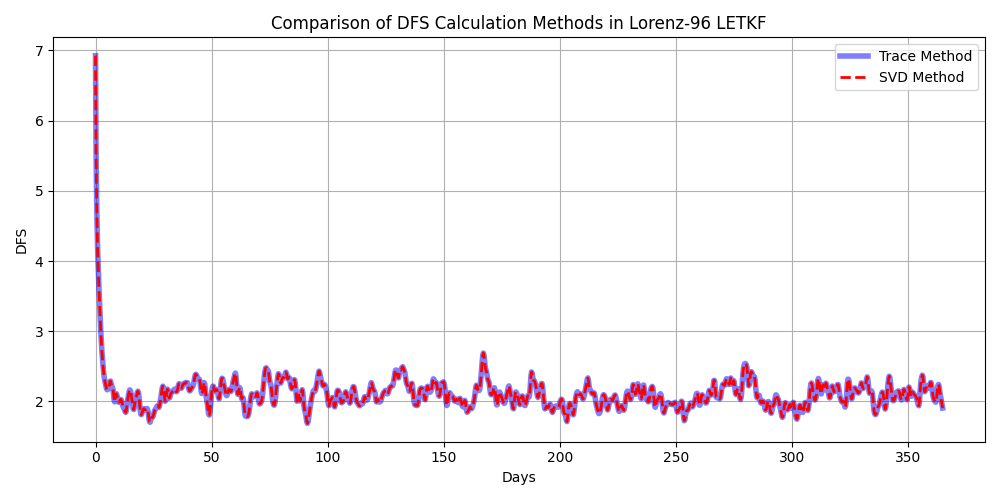 Comparison of DFS Calculation Methods in Lorenz-96 LETKF
Trace Method
SVD Method
DFS
7
6
5
4
3
2
0
50
100
150
200
250
300
350
Days